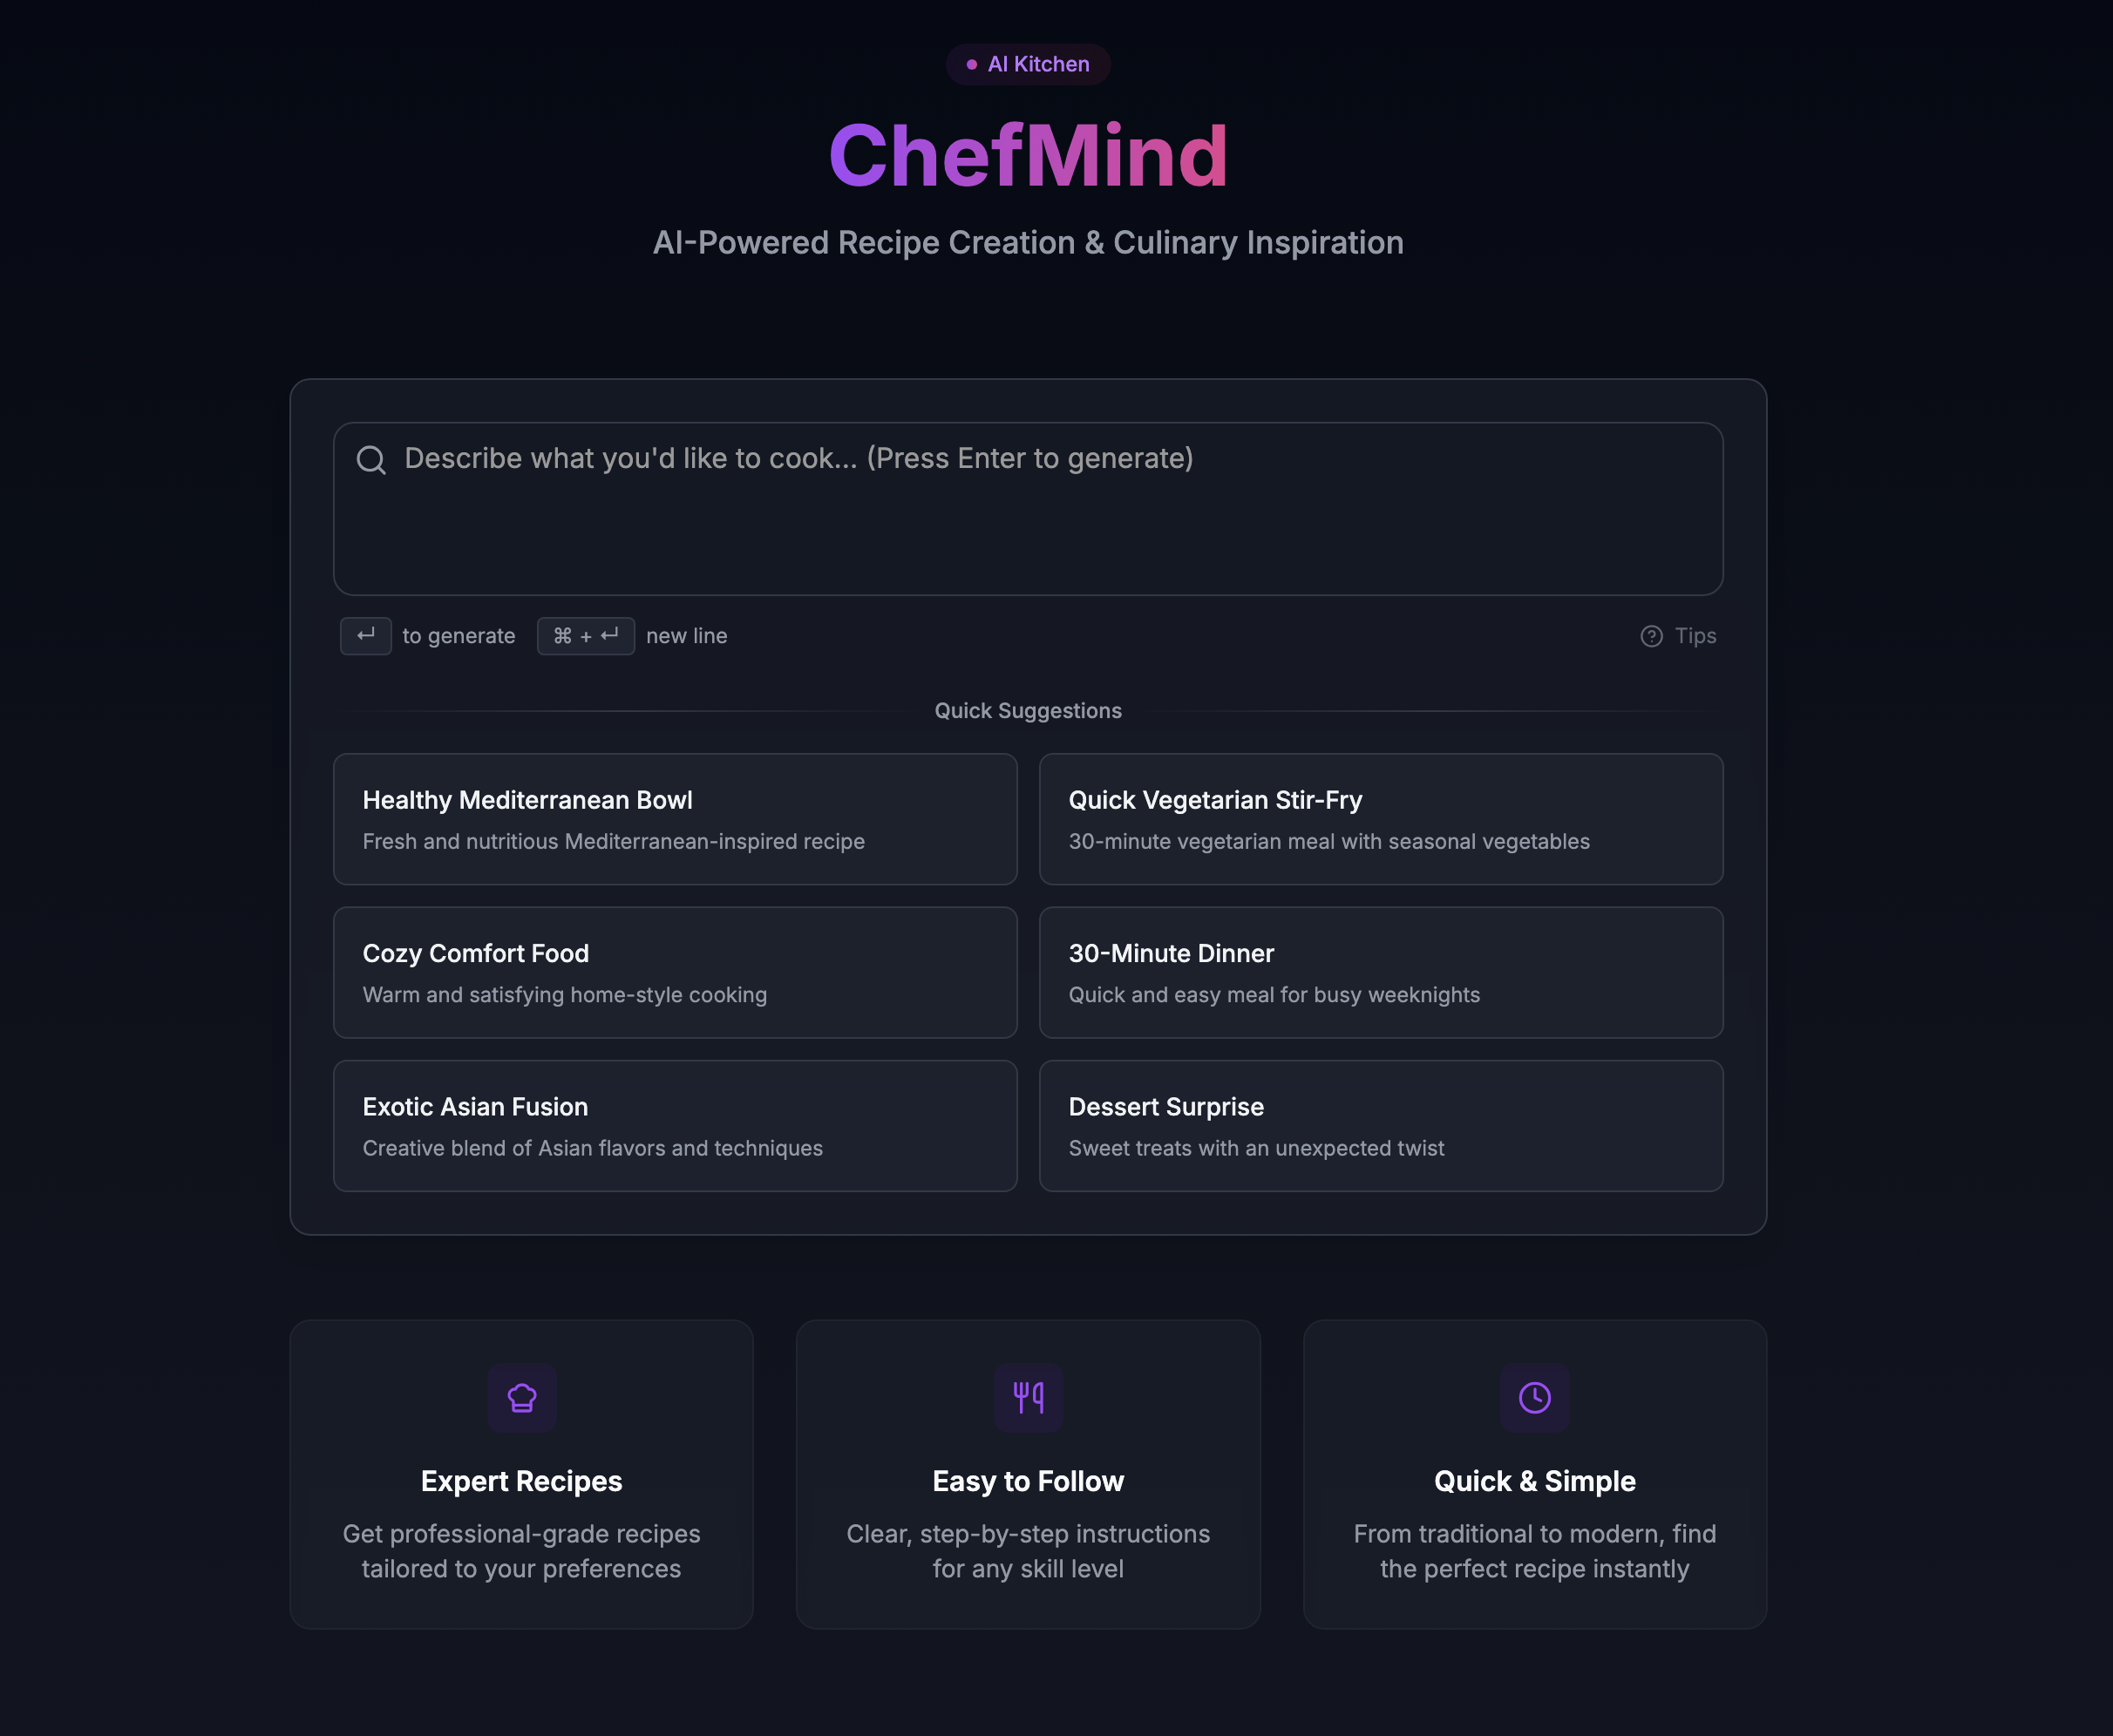 AI Kitchen
ChefMind
AI-Powered Recipe Creation & Culinary Inspiration
Describe what you'd like to cook... (Press Enter to generate)
↵ to generate ⌘ + ↵ new line
Tips
Quick Suggestions
Healthy Mediterranean Bowl
Fresh and nutritious Mediterranean-inspired recipe
Quick Vegetarian Stir-Fry
30-minute vegetarian meal with seasonal vegetables
Cozy Comfort Food
Warm and satisfying home-style cooking
30-Minute Dinner
Quick and easy meal for busy weeknights
Exotic Asian Fusion
Creative blend of Asian flavors and techniques
Dessert Surprise
Sweet treats with an unexpected twist
Expert Recipes
Get professional-grade recipes
tailored to your preferences
Easy to Follow
Clear, step-by-step instructions
for any skill level
Quick & Simple
From traditional to modern, find
the perfect recipe instantly